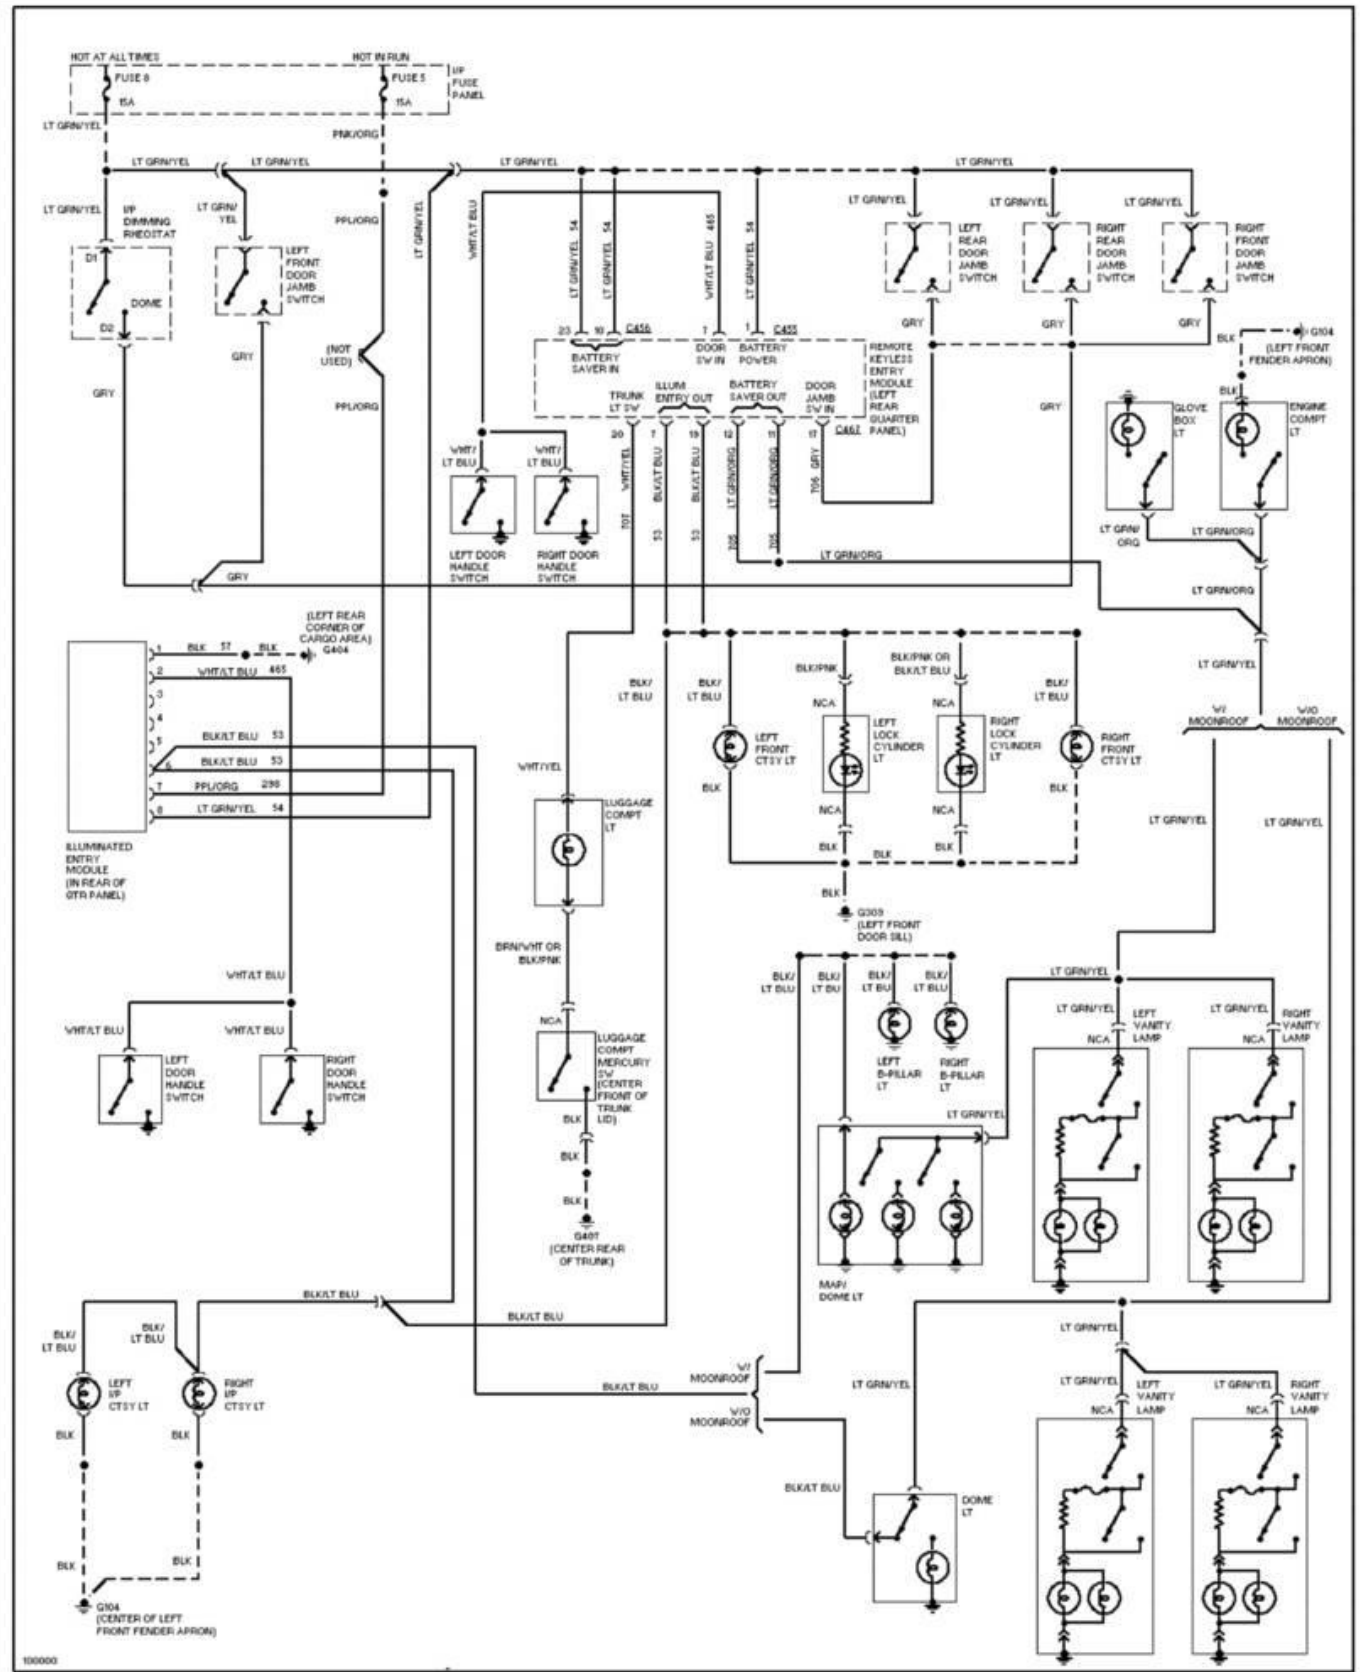 HOT AT ALL TIMES
HOT IN RUN
FUSE 8
15A
FUSE 5
15A
I/P
FUSE
PANEL
LT GRN/YEL
PNK/ORG
LT GRN/YEL
LT GRN/YEL
LT GRN/YEL
LT GRN/YEL
LT GRN/YEL
I/P
DIMMING
RHEOSTAT
D1
DOME
D2
LT GRN/
YEL
LEFT
FRONT
DOOR
JAMB
SWITCH
PPL/ORG
LT GRN/YEL
WHT/LT BLU
LT GRN/YEL 54
LT GRN/YEL 54
WHT/LT BLU 465
LT GRN/YEL 54
LT GRN/YEL
LT GRN/YEL
LT GRN/YEL
LEFT
REAR
DOOR
JAMB
SWITCH
RIGHT
REAR
DOOR
JAMB
SWITCH
RIGHT
FRONT
DOOR
JAMB
SWITCH
GRY
GRY
GRY
GRY
GRY
(NOT
USED)
PPL/ORG
23
10
C456
7
1
C455
BATTERY
SAVER IN
DOOR
SW IN
BATTERY
POWER
TRUNK
LT SW
ILLUM
ENTRY OUT
BATTERY
SAVER OUT
DOOR
JAMB
SW IN
20
7
19
12
11
17
C467
REMOTE
KEYLESS
ENTRY
MODULE
(LEFT
REAR
QUARTER
PANEL)
GRY
BLK
G104
(LEFT FRONT
FENDER APRON)
BLK
GLOVE
BOX
LT
ENGINE
COMPT
LT
LT GRN/
ORG
LT GRN/ORG
LT GRN/ORG
LT GRN/YEL
WHT/
LT BLU
WHT/
LT BLU
LEFT DOOR
HANDLE
SWITCH
RIGHT DOOR
HANDLE
SWITCH
WHT/YEL
707
BLK/LT BLU
53
BLK/LT BLU
53
LT GRN/ORG
705
LT GRN/ORG
705
706 GRY
LT GRN/ORG
GRY
(LEFT REAR
CORNER OF
CARGO AREA)
G404
1
BLK
57
BLK
2
WHT/LT BLU
465
3
4
5
BLK/LT BLU
53
6
BLK/LT BLU
53
7
PPL/ORG
298
8
LT GRN/YEL
54
ILLUMINATED
ENTRY
MODULE
(IN REAR OF
QTR PANEL)
BLK/
LT BLU
BLK/
LT BLU
BLK/PNK
BLK/PNK OR
BLK/LT BLU
BLK/
LT BLU
NCA
NCA
LEFT
FRONT
CTSY LT
LEFT
LOCK
CYLINDER
LT
RIGHT
LOCK
CYLINDER
LT
RIGHT
FRONT
CTSY LT
BLK
NCA
NCA
BLK
BLK
BLK
BLK
BLK
G309
(LEFT FRONT
DOOR SILL)
W/
MOONROOF
W/O
MOONROOF
LT GRN/YEL
LT GRN/YEL
WHT/YEL
LUGGAGE
COMPT
LT
BRN/WHT OR
BLK/PNK
NCA
LUGGAGE
COMPT
MERCURY
SW
(CENTER
FRONT OF
TRUNK
LID)
BLK
BLK
BLK
G407
(CENTER REAR
OF TRUNK)
WHT/LT BLU
WHT/LT BLU
WHT/LT BLU
LEFT
DOOR
HANDLE
SWITCH
RIGHT
DOOR
HANDLE
SWITCH
BLK/
LT BLU
BLK/
LT BU
BLK/
LT BU
BLK/
LT BLU
LEFT
B-PILLAR
LT
RIGHT
B-PILLAR
LT
LT GRN/YEL
LT GRN/YEL
LT GRN/YEL
LT GRN/YEL
LEFT
VANITY
LAMP
RIGHT
VANITY
LAMP
NCA
NCA
MAP/
DOME LT
BLK/LT BLU
BLK/LT BLU
BLK/
LT BLU
BLK/
LT BLU
LEFT
I/P
CTSY LT
RIGHT
I/P
CTSY LT
BLK
BLK
BLK
BLK
G104
(CENTER OF LEFT
FRONT FENDER APRON)
BLK/LT BLU
W/
MOONROOF
W/O
MOONROOF
LT GRN/YEL
BLK/LT BLU
DOME
LT
LT GRN/YEL
LT GRN/YEL
LT GRN/YEL
LEFT
VANITY
LAMP
RIGHT
VANITY
LAMP
NCA
NCA
100000